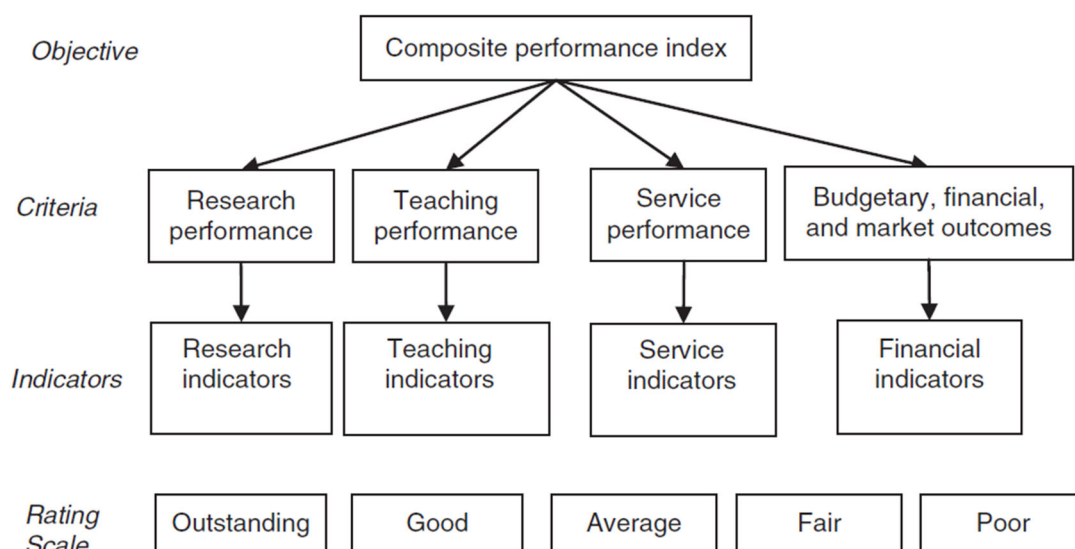 Objective
Composite performance index
Criteria
Research
performance
Teaching
performance
Service
performance
Budgetary, financial,
and market outcomes
Indicators
Research
indicators
Teaching
indicators
Service
indicators
Financial
indicators
Rating
Scale
Outstanding
Good
Average
Fair
Poor